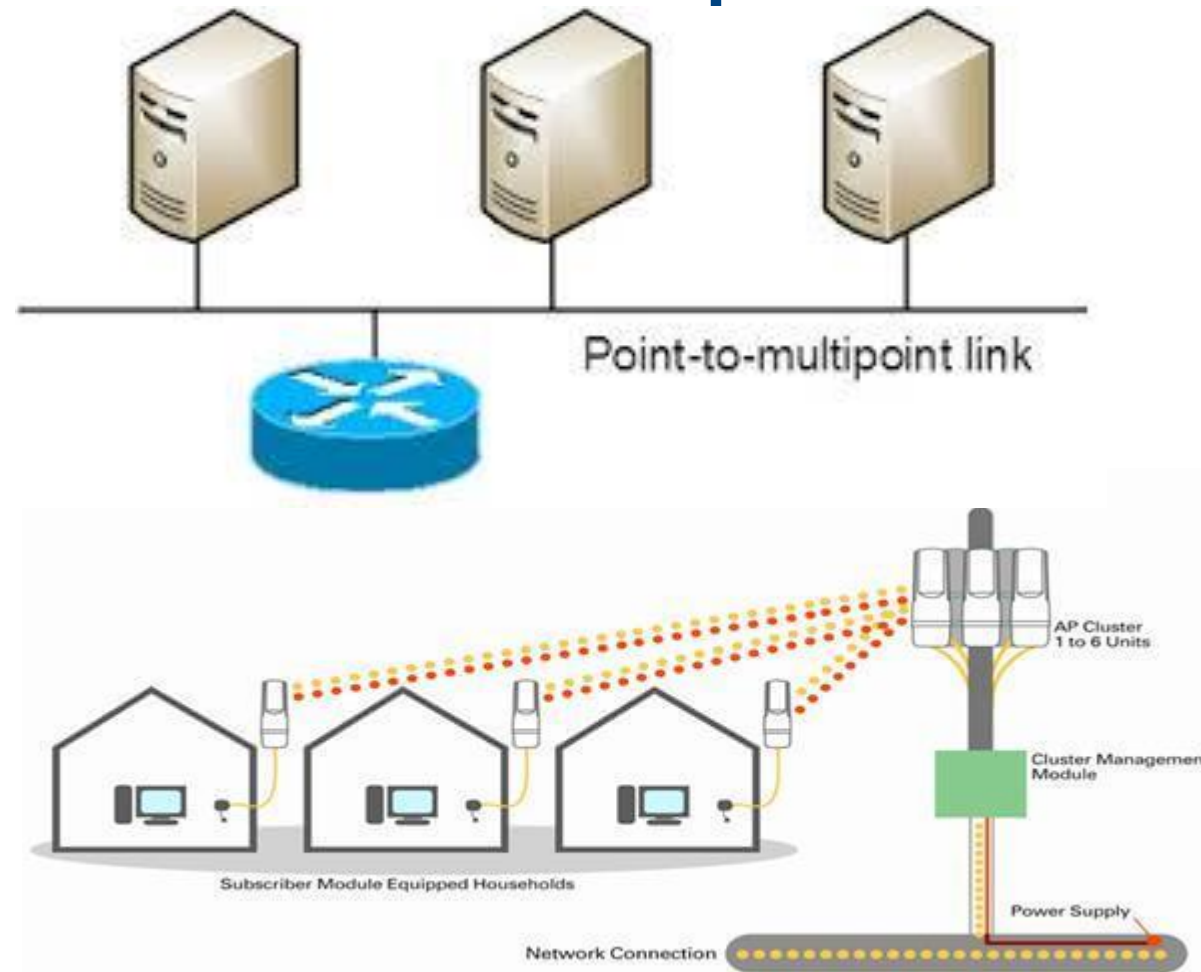 Point-to-multipoint link
AP Cluster
1 to 6 Units
Cluster Managemen
Module
Subscriber Module Equipped Households
Power Supply
Network Connection